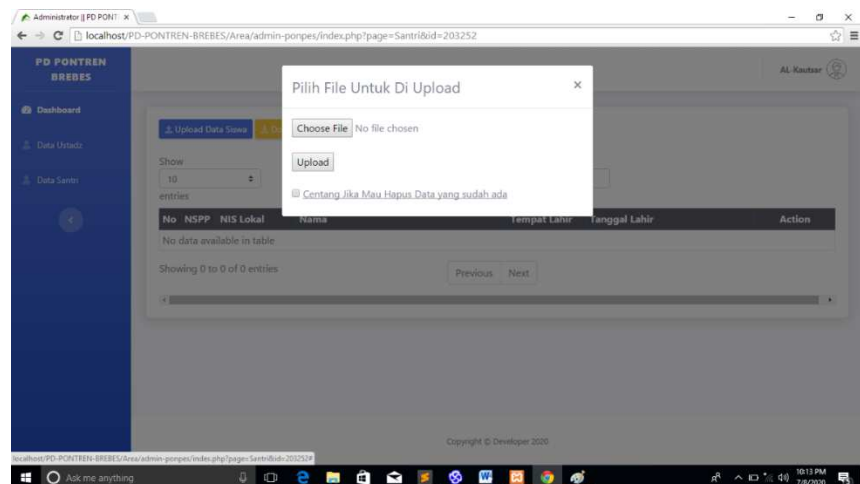 Administrator || PD PONT
localhost/PD-PONTREN-BREBES/Area/admin-ponpes/index.php?page=Santri&id=203252
PD PONTREN
BREBES
AL-Kautsar
Pilih File Untuk Di Upload ×
Dashboard
Upload Data Siswa
Choose File No file chosen
Data Ustadz
Show
Upload
Data Santri
10
entries
Centang Jika Mau Hapus Data yang sudah ada
No NSPP NIS Lokal Nama Tempat Lahir Tanggal Lahir Action
No data available in table
Showing 0 to 0 of 0 entries
Previous Next
Copyright © Developer 2020
localhost/PD-PONTREN-BREBES/Area/admin-ponpes/index.php?page=Santri&id=203252#
Ask me anything
10:13 PM
7/8/2020